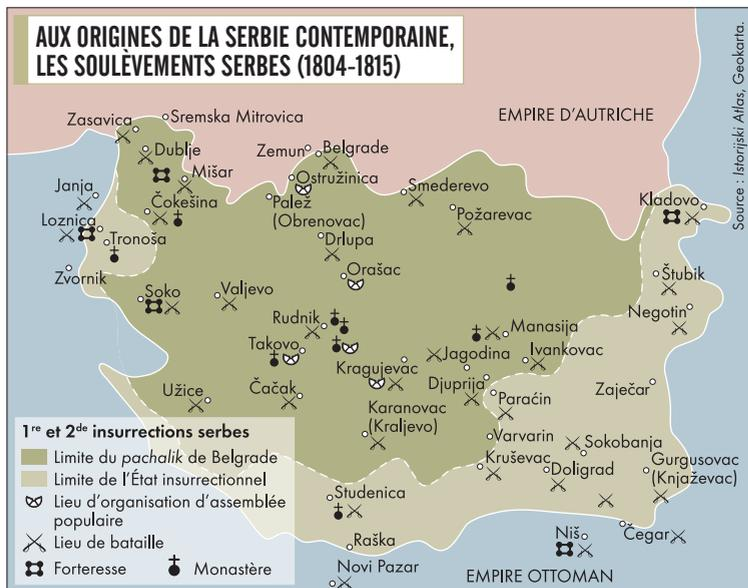 AUX ORIGINES DE LA SERBIE CONTEMPORAINE,
LES SOULÈVEMENTS SERBES (1804-1815)
Source : Istorijski Atlas, Geokarta.
EMPIRE D'AUTRICHE
Zasavica
Sremska Mitrovica
Dublje
Zemun
Belgrade
Mišar
Ostružinica
Janja
Čokešina
Palež
(Obrenovac)
Smederevo
Požarevac
Kladovo
Loznica
Tronoša
Drlupa
Zvornik
Orašac
Štubik
Soko
Valjevo
Negotin
Rudnik
Manasija
Takovo
Jagodina
Ivankovac
Kragujevac
Djuprija
Zaječar
Užice
Čačak
Paraćin
Karanovac
(Kraljevo)
Varvarin
Sokobanja
Kruševac
Doligrad
Gurgusovac
(Knjaževac)
Studenica
Raška
Niš
Čegar
Novi Pazar
EMPIRE OTTOMAN
1re et 2de insurrections serbes
Limite du pachalik de Belgrade
Limite de l'État insurrectionnel
Lieu d'organisation d'assemblée
populaire
Lieu de bataille
Forteresse
Monastère